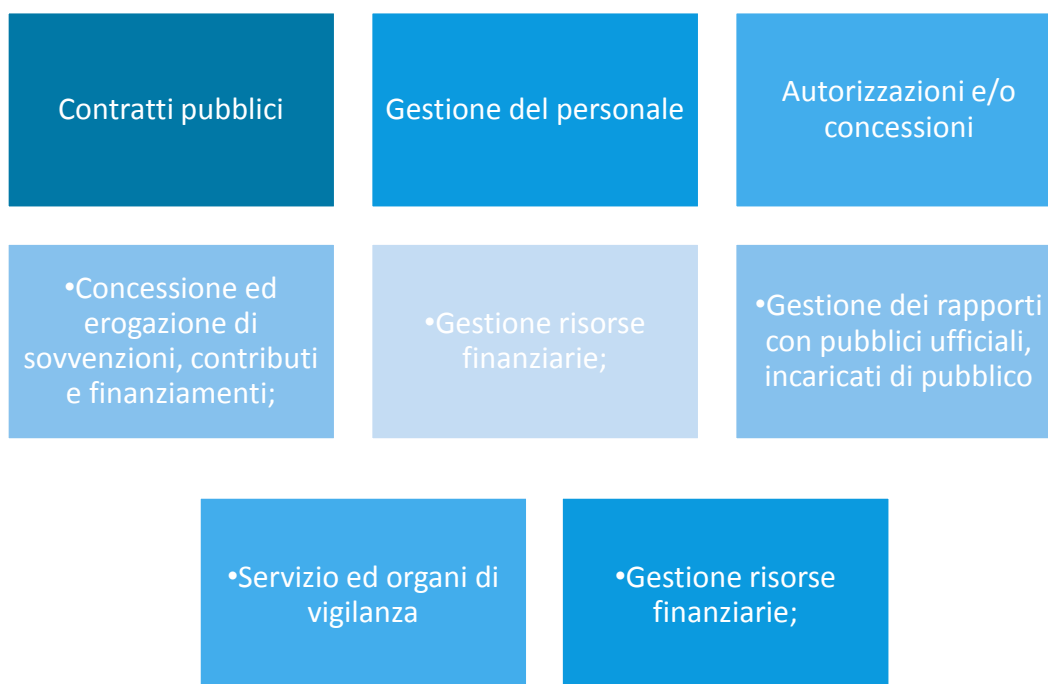 Contratti pubblici
Gestione del personale
Autorizzazioni e/o
concessioni
•Concessione ed
erogazione di
sovvenzioni, contributi
e finanziamenti;
•Gestione risorse
finanziarie;
•Gestione dei rapporti
con pubblici ufficiali,
incaricati di pubblico
•Servizio ed organi di
vigilanza
•Gestione risorse
finanziarie;